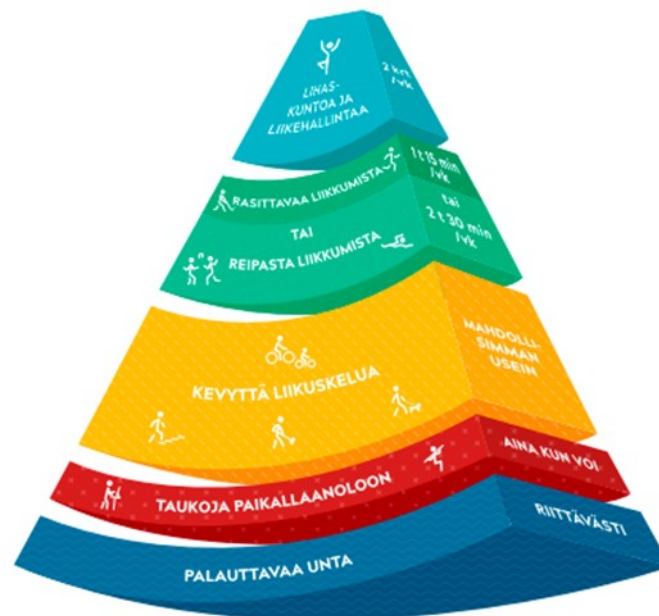 LIHAS-
KUNTOA JA
LIIKEHALLINTAA
2 krt
/vk
RASITTAVAA LIIKKUMISTA
1 t 15 min
/vk
TAI
REIPASTA LIIKKUMISTA
tai
2 t 30 min
/vk
KEVYTTÄ LIIKUSKELUA
MAHDOLLI-
SIMMAN
USEIN
TAUKOJA PAIKALLAANOLOON
AINA KUN VOI
PALAUTTAVAA UNTA
RIITTÄVÄSTI